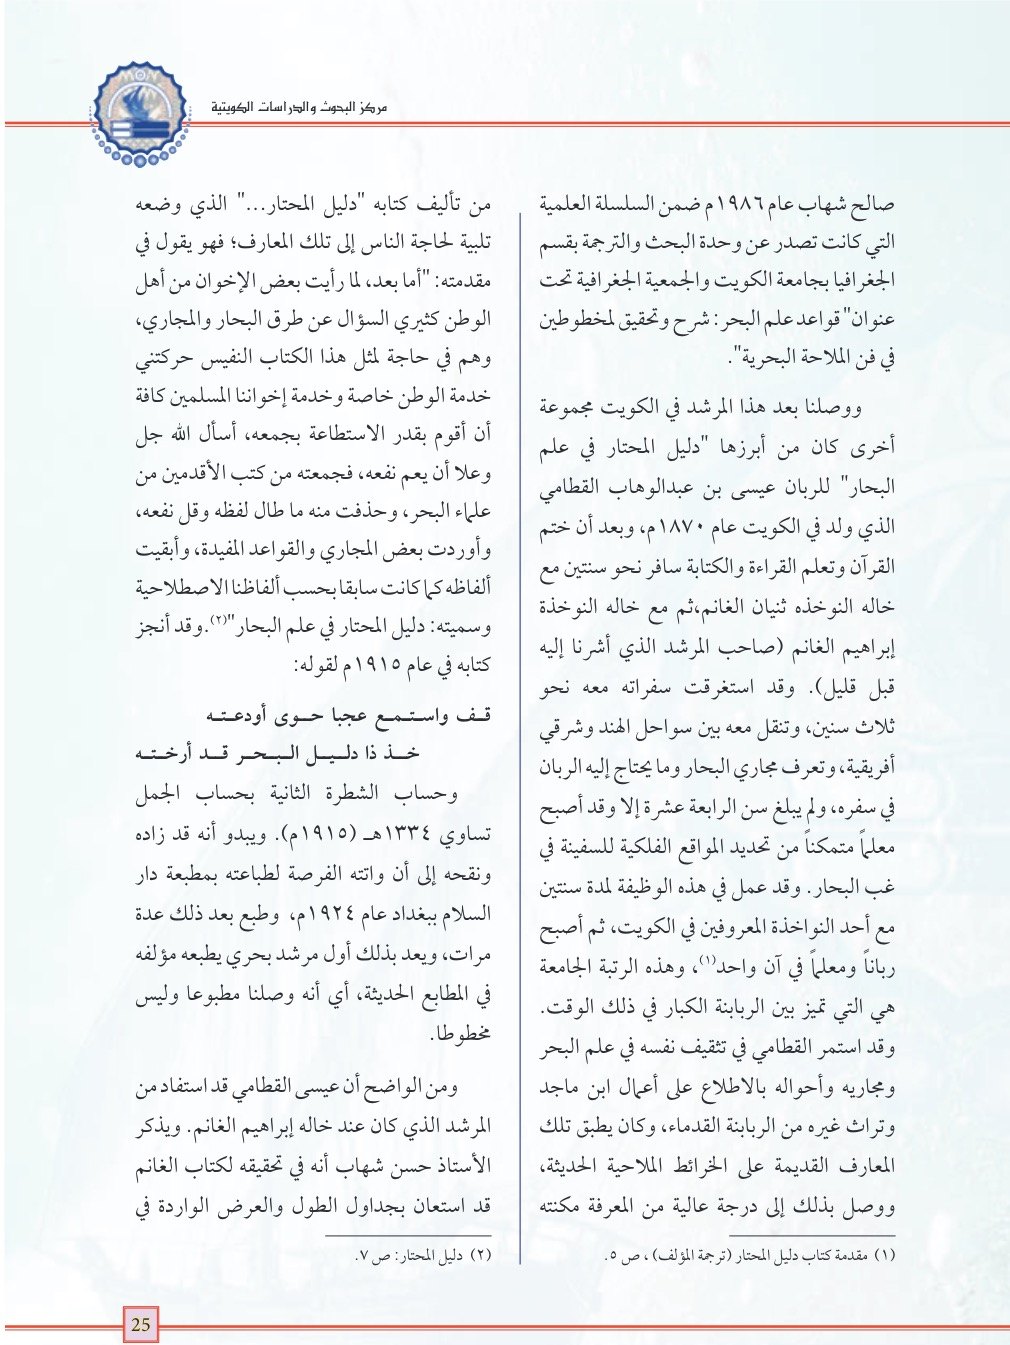 مركز البحوث والدراسات الكويتية
صالح شهاب عام ١٩٨٦م ضمن السلسلة العلمية
التي كانت تصدر عن وحدة البحث والترجمة بقسم
الجغرافيا بجامعة الكويت والجمعية الجغرافية تحت
عنوان" قواعد علم البحر: شرح وتحقيق لمخطوطين
في فن الملاحة البحرية".
ووصلنا بعد هذا المرشد في الكويت مجموعة
أخرى كان من أبرزها "دليل المحتار في علم
البحار" للربان عيسى بن عبدالوهاب القطامي
الذي ولد في الكويت عام ١٨٧٠م، وبعد أن ختم
القرآن وتعلم القراءة والكتابة سافر نحو سنتين مع
خاله النوخذه ثنيان الغانم،ثم مع خاله النوخذة
إبراهيم الغانم (صاحب المرشد الذي أشرنا إليه
قبل قليل). وقد استغرقت سفراته معه نحو
ثلاث سنين، وتنقل معه بين سواحل الهند وشرقي
أفريقية، وتعرف مجاري البحار وما يحتاج إليه الربان
في سفره، ولم يبلغ سن الرابعة عشرة إلا وقد أصبح
معلماً متمكناً من تحديد المواقع الفلكية للسفينة في
غب البحار. وقد عمل في هذه الوظيفة لمدة سنتين
مع أحد النواخذة المعروفين في الكويت، ثم أصبح
رباناً ومعلماً في آن واحد(١)، وهذه الرتبة الجامعة
هي التي تميز بين الربابنة الكبار في ذلك الوقت.
وقد استمر القطامي في تثقيف نفسه في علم البحر
ومجاريه وأحواله بالاطلاع على أعمال ابن ماجد
وتراث غيره من الربابنة القدماء، وكان يطبق تلك
المعارف القديمة على الخرائط الملاحية الحديثة،
ووصل بذلك إلى درجة عالية من المعرفة مكنته
(١) مقدمة كتاب دليل المحتار (ترجمة المؤلف) ، ص ٥.
من تأليف كتابه "دليل المحتار..." الذي وضعه
تلبية لحاجة الناس إلى تلك المعارف؛ فهو يقول في
مقدمته: "أما بعد، لما رأيت بعض الإخوان من أهل
الوطن كثيري السؤال عن طرق البحار والمجاري،
وهم في حاجة لمثل هذا الكتاب النفيس حركتني
خدمة الوطن خاصة وخدمة إخواننا المسلمين كافة
أن أقوم بقدر الاستطاعة بجمعه، أسأل الله جل
وعلا أن يعم نفعه، فجمعته من كتب الأقدمين من
علماء البحر، وحذفت منه ما طال لفظه وقل نفعه،
وأوردت بعض المجاري والقواعد المفيدة، وأبقيت
ألفاظه كما كانت سابقا بحسب ألفاظنا الاصطلاحية
وسميته: دليل المحتار في علم البحار"(٢).وقد أنجز
كتابه في عام ١٩١٥م لقوله:
قـف واسـتـمـع عجبا حـوى أودعـتـه
خـذ ذا دلـيـل الـبـحـر قـد أرخـتـه
وحساب الشطرة الثانية بحساب الجمل
تساوي ١٣٣٤هـ (١٩١٥م). ويبدو أنه قد زاده
ونقحه إلى أن واتته الفرصة لطباعته بمطبعة دار
السلام ببغداد عام ١٩٢٤م، وطبع بعد ذلك عدة
مرات، ويعد بذلك أول مرشد بحري يطبعه مؤلفه
في المطابع الحديثة، أي أنه وصلنا مطبوعا وليس
مخطوطا.
ومن الواضح أن عيسى القطامي قد استفاد من
المرشد الذي كان عند خاله إبراهيم الغانم. ويذكر
الأستاذ حسن شهاب أنه في تحقيقه لكتاب الغانم
قد استعان بجداول الطول والعرض الواردة في
(٢) دليل المحتار: ص ٧.
25